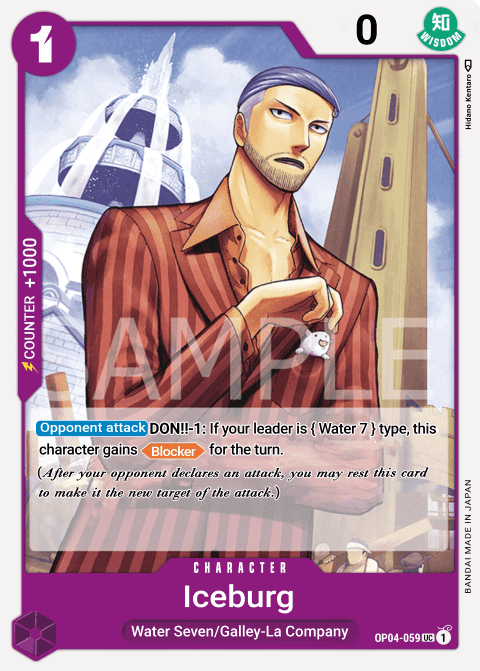 1
0
知
WISDOM
Hidano Kentaro
COUNTER +1000
SAMPLE
Opponent attack DON!!-1: If your leader is { Water 7 } type, this
character gains Blocker for the turn.
(After your opponent declares an attack, you may rest this card
to make it the new target of the attack.)
BANDAI MADE IN JAPAN
CHARACTER
Iceburg
Water Seven/Galley-La Company
OP04-059 UC 1